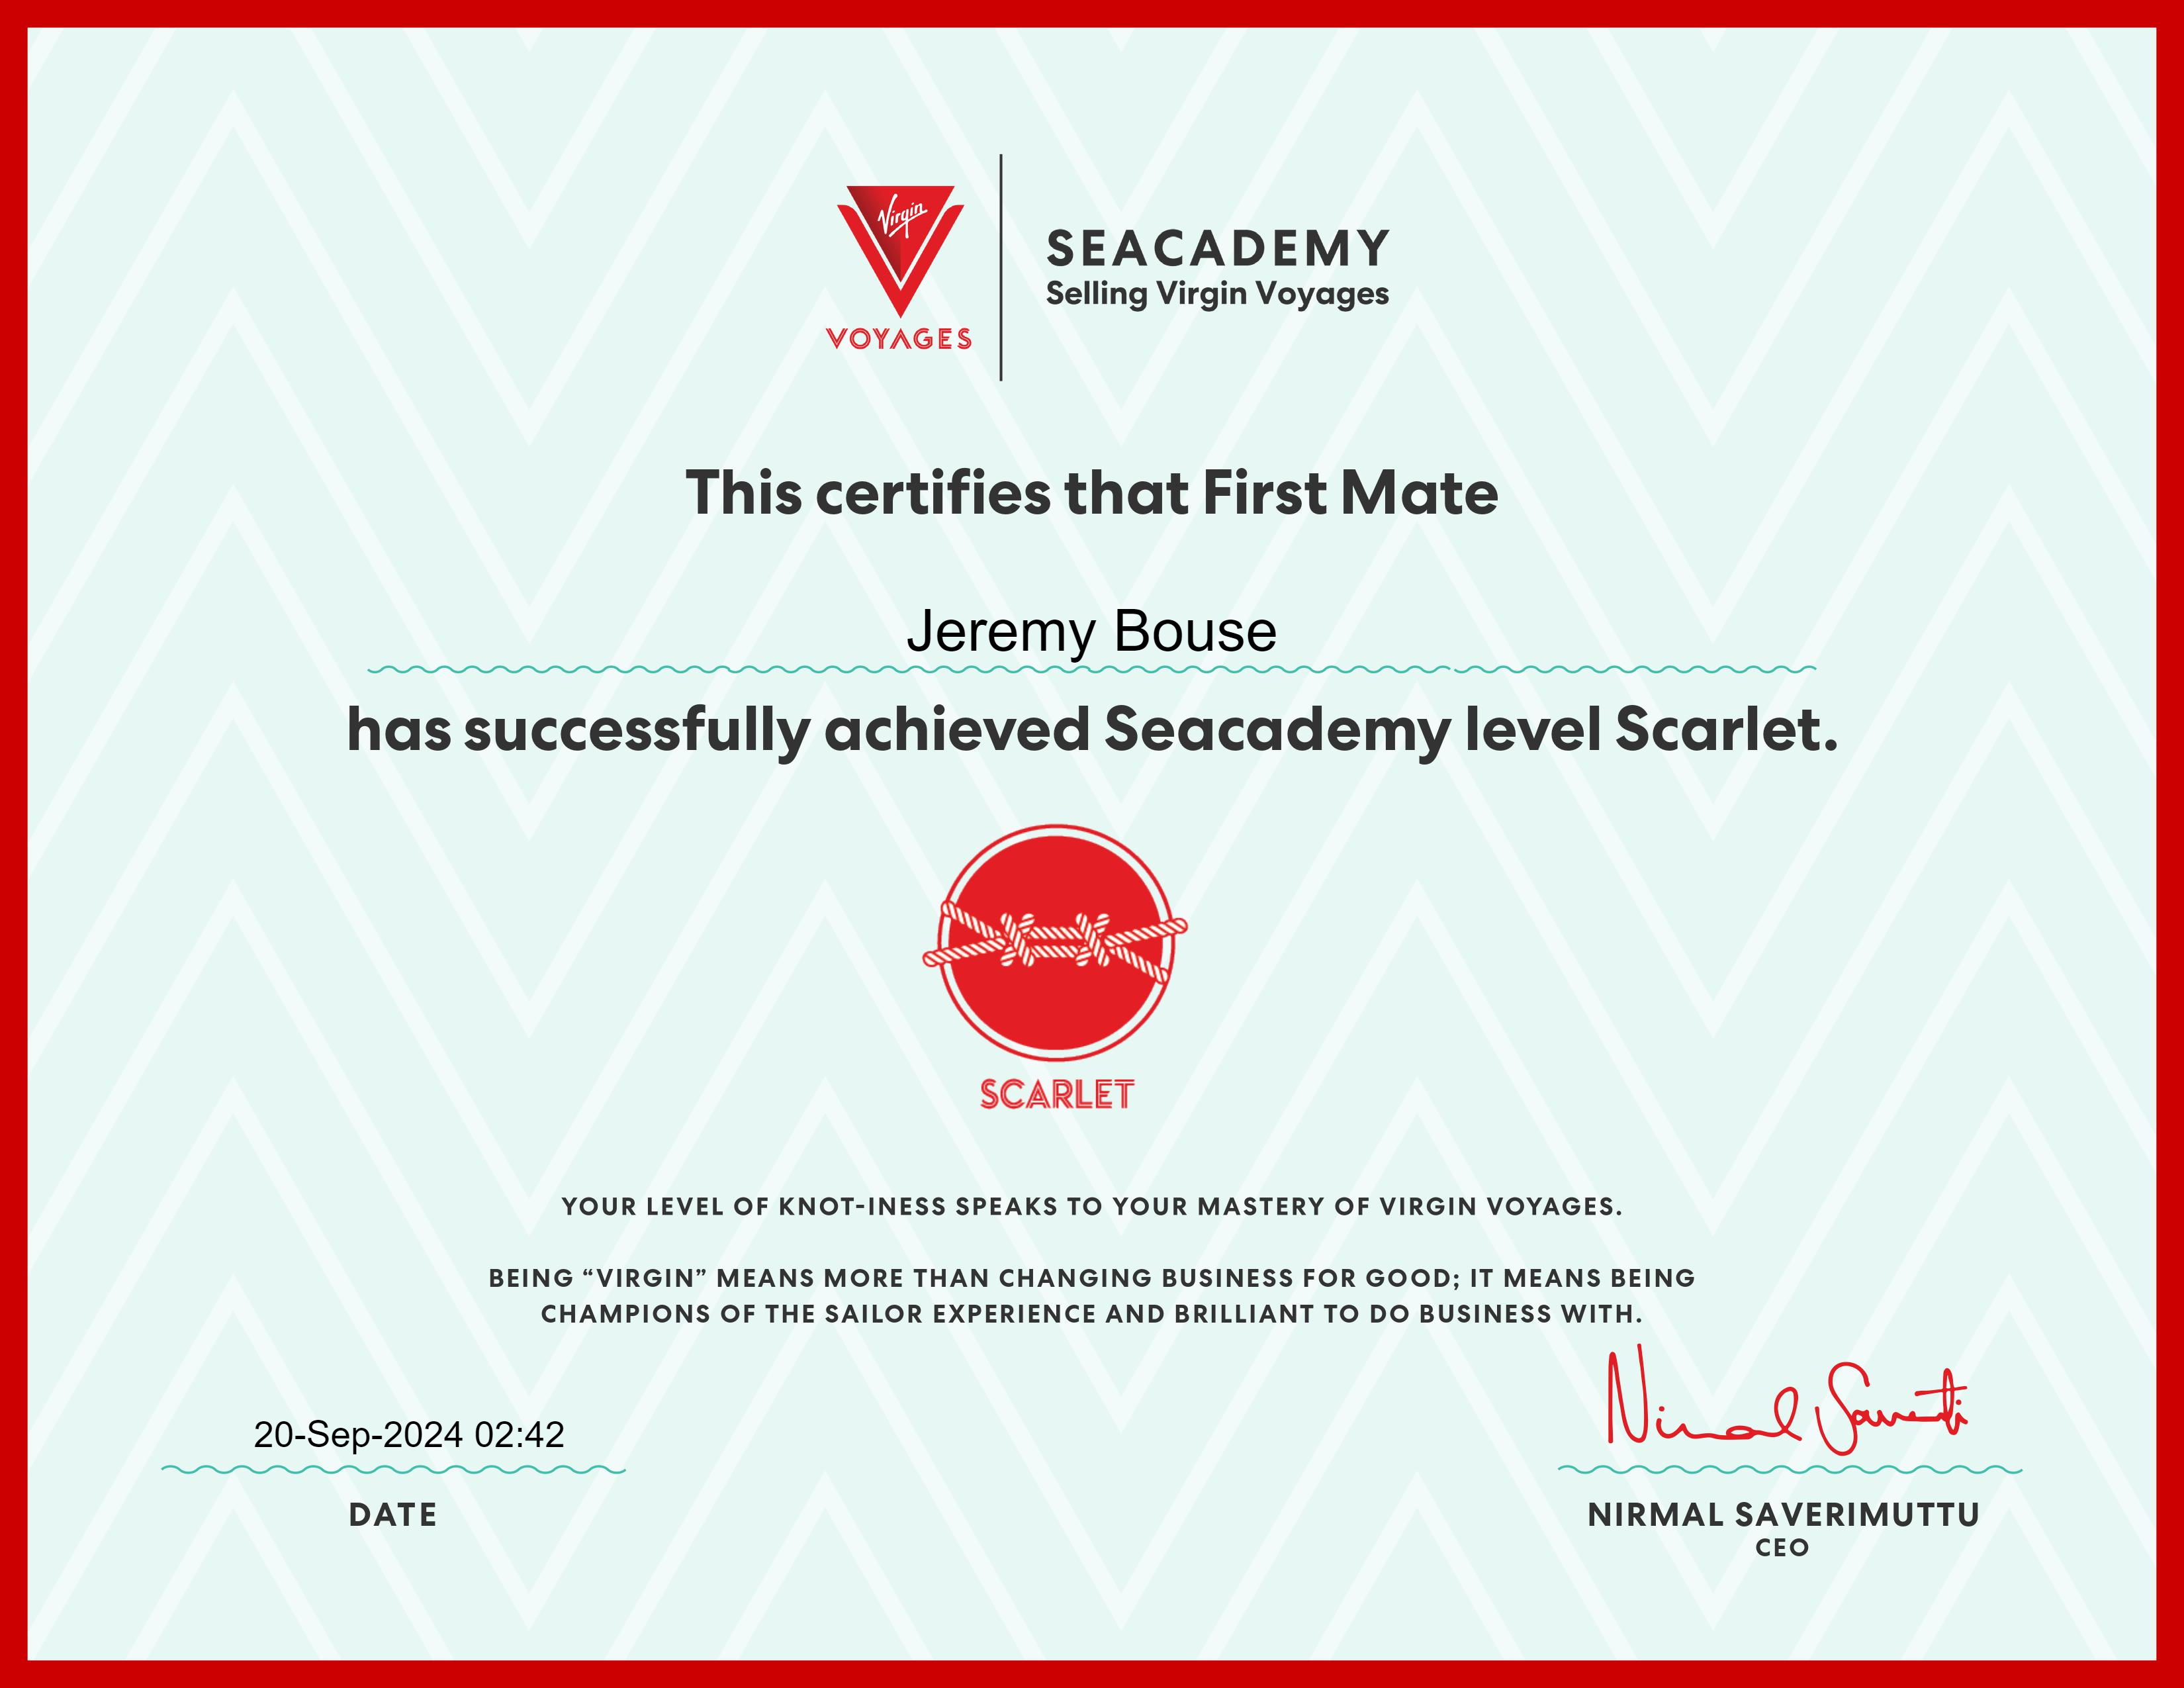 Virgin
VOYAGES
SEACADEMY
Selling Virgin Voyages
This certifies that First Mate
Jeremy Bouse
has successfully achieved Seacademy level Scarlet.
SCARLET
YOUR LEVEL OF KNOT-INESS SPEAKS TO YOUR MASTERY OF VIRGIN VOYAGES.
BEING “VIRGIN” MEANS MORE THAN CHANGING BUSINESS FOR GOOD; IT MEANS BEING
CHAMPIONS OF THE SAILOR EXPERIENCE AND BRILLIANT TO DO BUSINESS WITH.
20-Sep-2024 02:42
DATE
NIRMAL SAVERIMUTTU
CEO